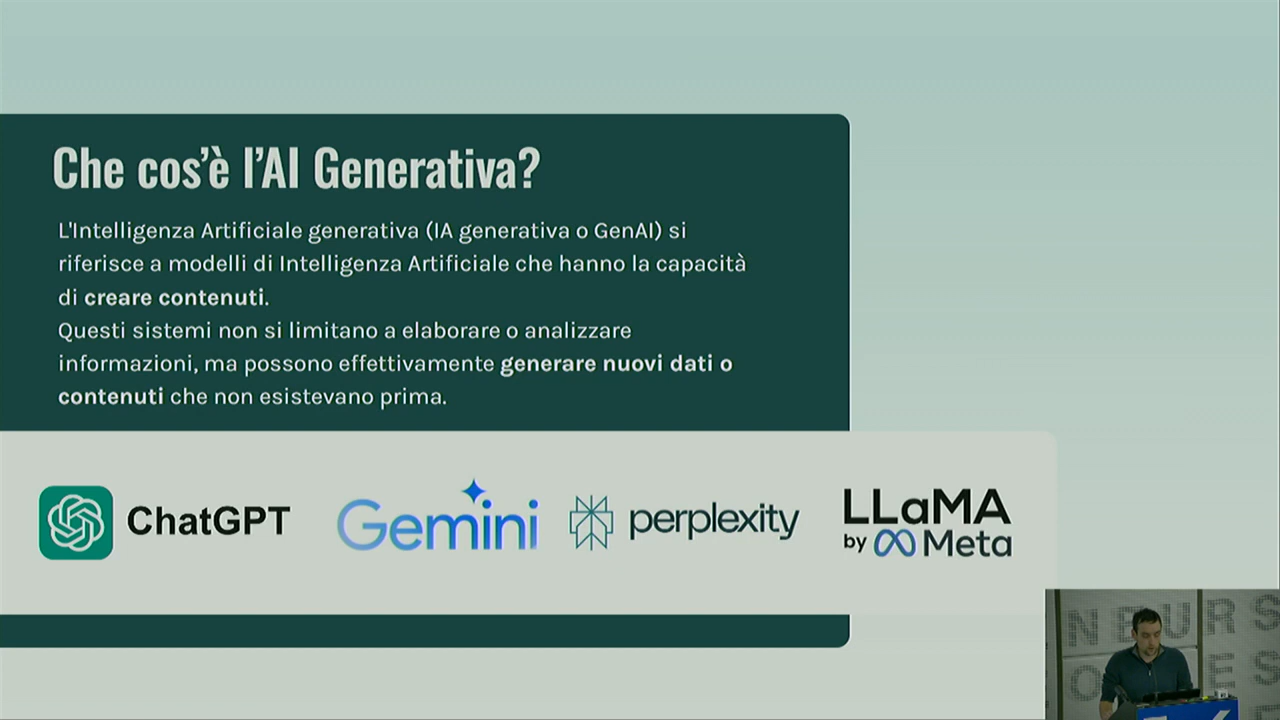 Che cos'è l'AI Generativa?
L'Intelligenza Artificiale generativa (IA generativa o GenAI) si
riferisce a modelli di Intelligenza Artificiale che hanno la capacità
di creare contenuti.
Questi sistemi non si limitano a elaborare o analizzare
informazioni, ma possono effettivamente generare nuovi dati o
contenuti che non esistevano prima.
ChatGPT
Gemini
perplexity
LLaMA
by Meta